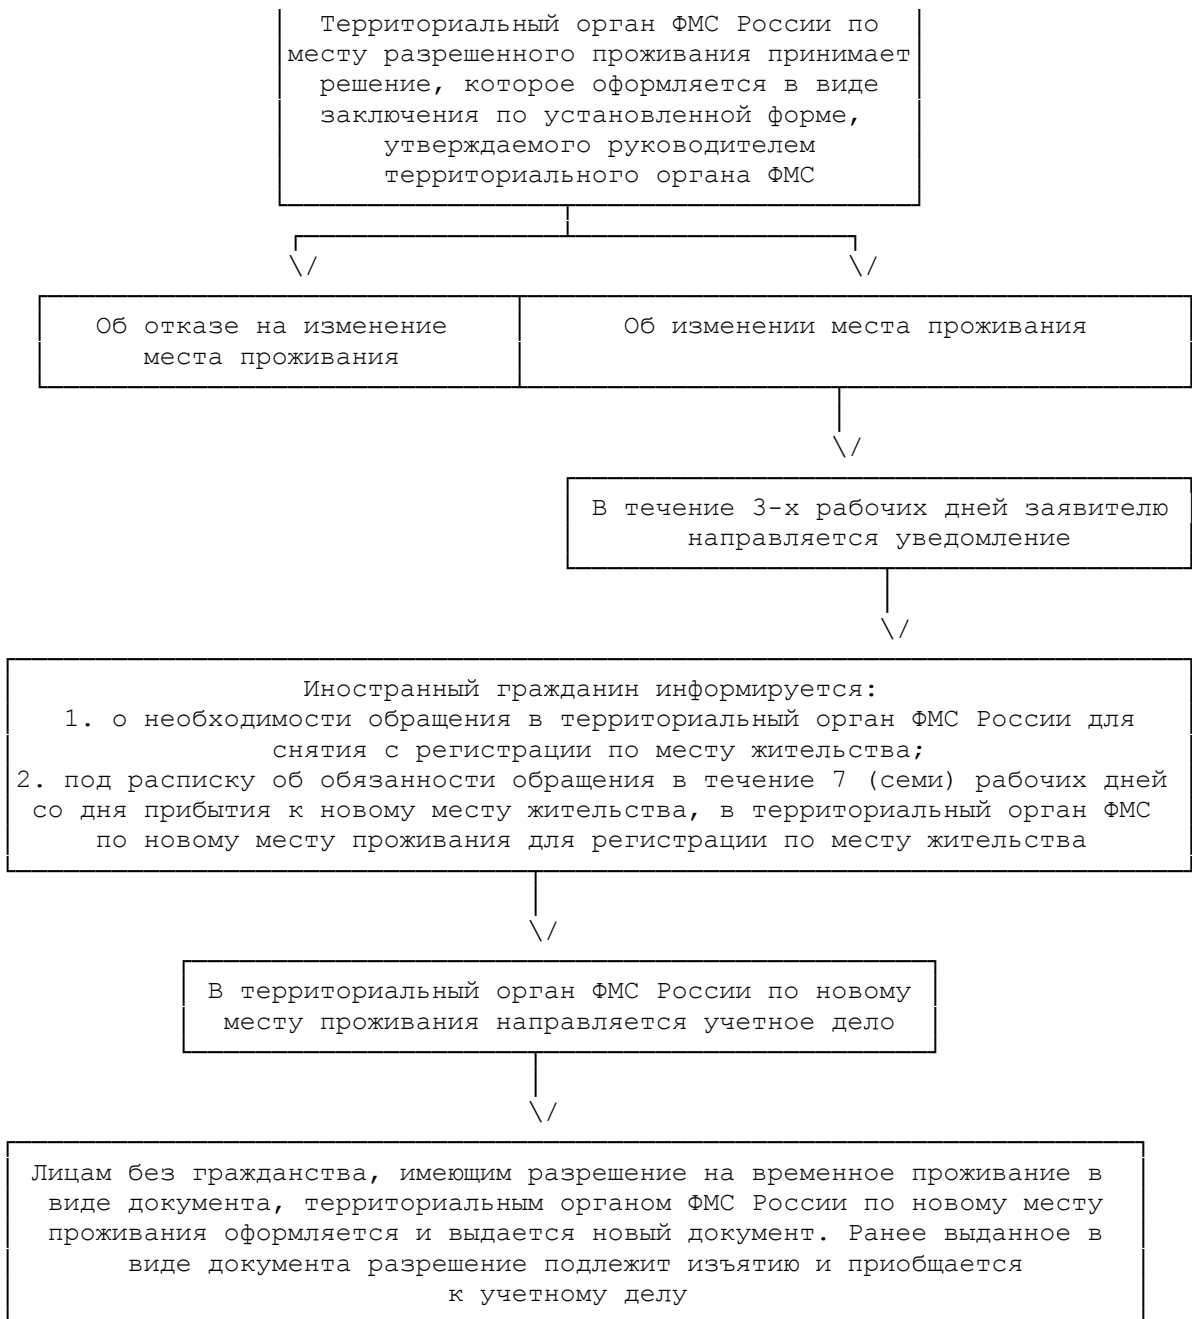 Территориальный орган ФМС России по
месту разрешенного проживания принимает
решение, которое оформляется в виде
заключения по установленной форме,
утверждаемого руководителем
территориального органа ФМС
\/ \/
Об отказе на изменение
места проживания
Об изменении места проживания
\/
В течение 3-х рабочих дней заявителю
направляется уведомление
\/
Иностранный гражданин информируется:
1. о необходимости обращения в территориальный орган ФМС России для
снятия с регистрации по месту жительства;
2. под расписку об обязанности обращения в течение 7 (семи) рабочих дней
со дня прибытия к новому месту жительства, в территориальный орган ФМС
по новому месту проживания для регистрации по месту жительства
\/
В территориальный орган ФМС России по новому
месту проживания направляется учетное дело
\/
Лицам без гражданства, имеющим разрешение на временное проживание в
виде документа, территориальным органом ФМС России по новому месту
проживания оформляется и выдается новый документ. Ранее выданное в
виде документа разрешение подлежит изъятию и приобщается
к учетному делу